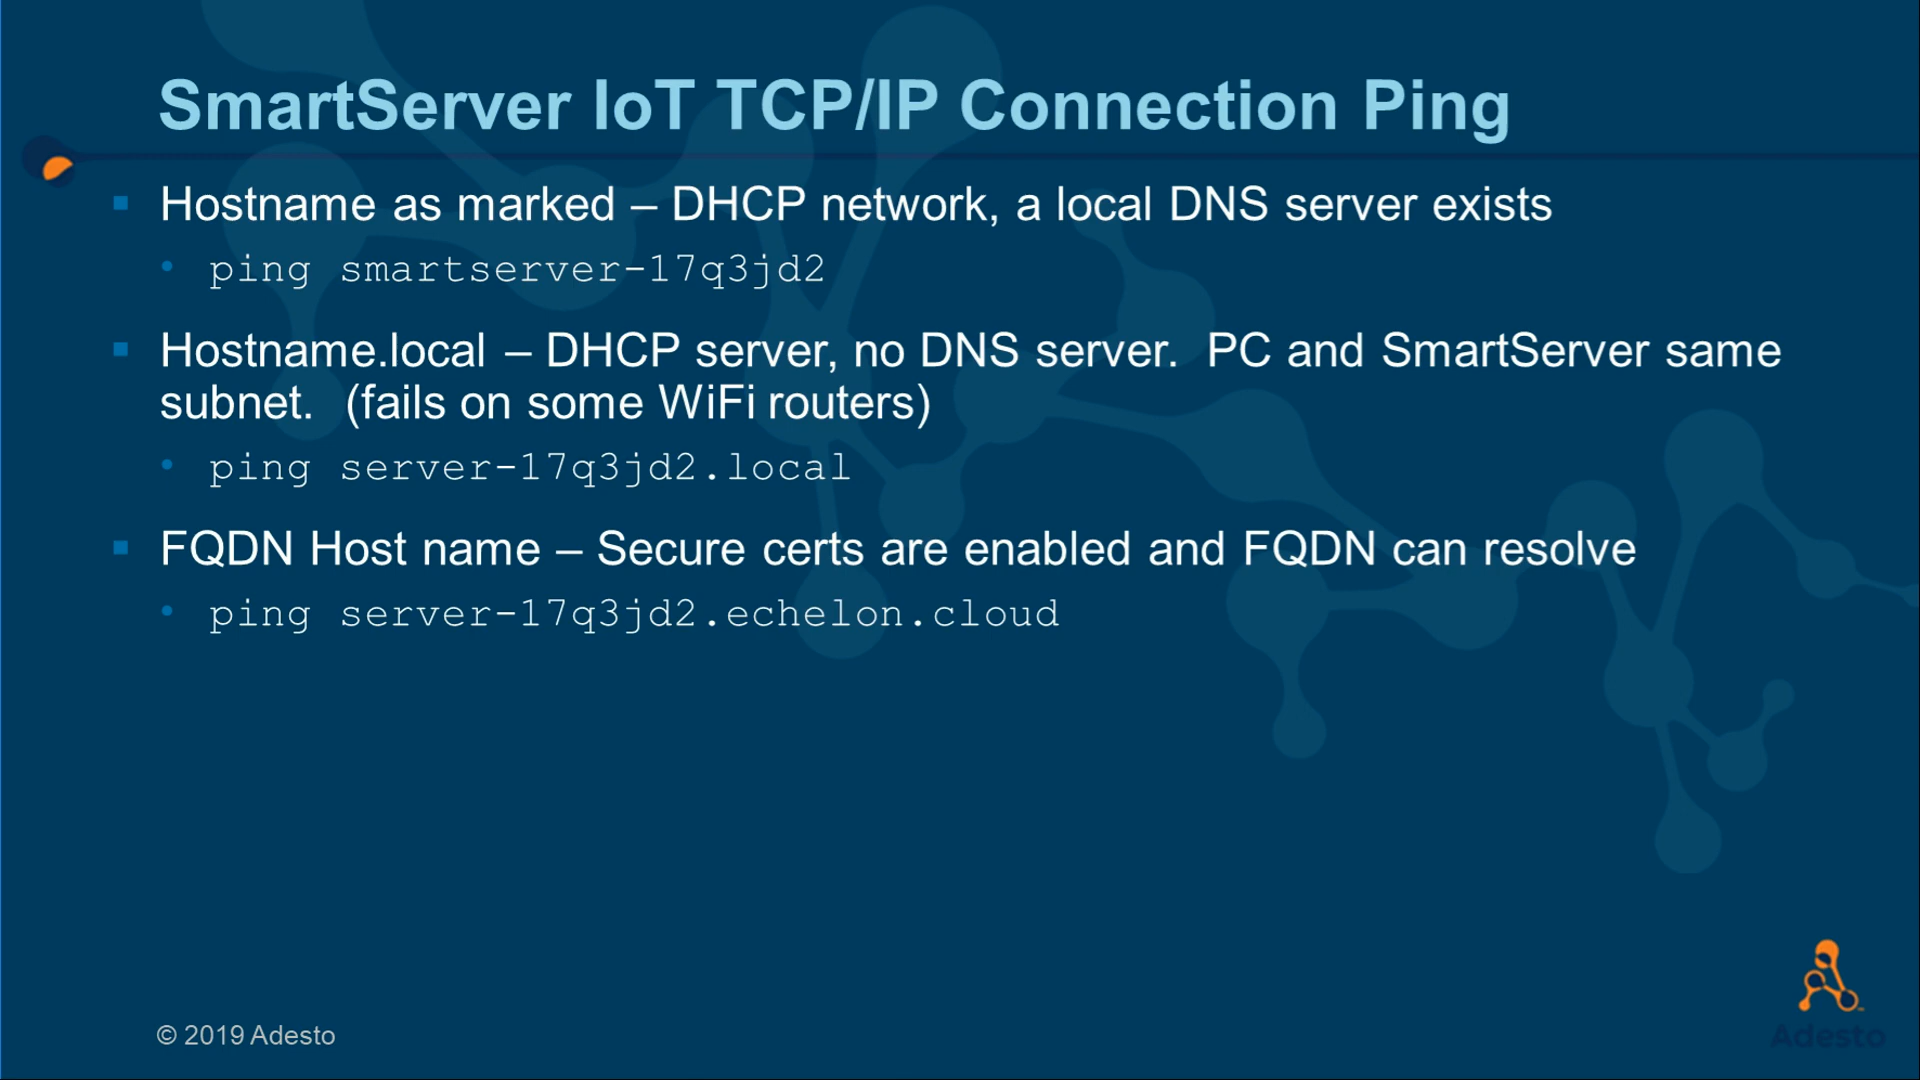 SmartServer IoT TCP/IP Connection Ping
Hostname as marked – DHCP network, a local DNS server exists
ping smartserver-17q3jd2
Hostname.local – DHCP server, no DNS server.  PC and SmartServer same
subnet.  (fails on some WiFi routers)
ping server-17q3jd2.local
FQDN Host name – Secure certs are enabled and FQDN can resolve
ping server-17q3jd2.echelon.cloud
© 2019 Adesto
Adesto